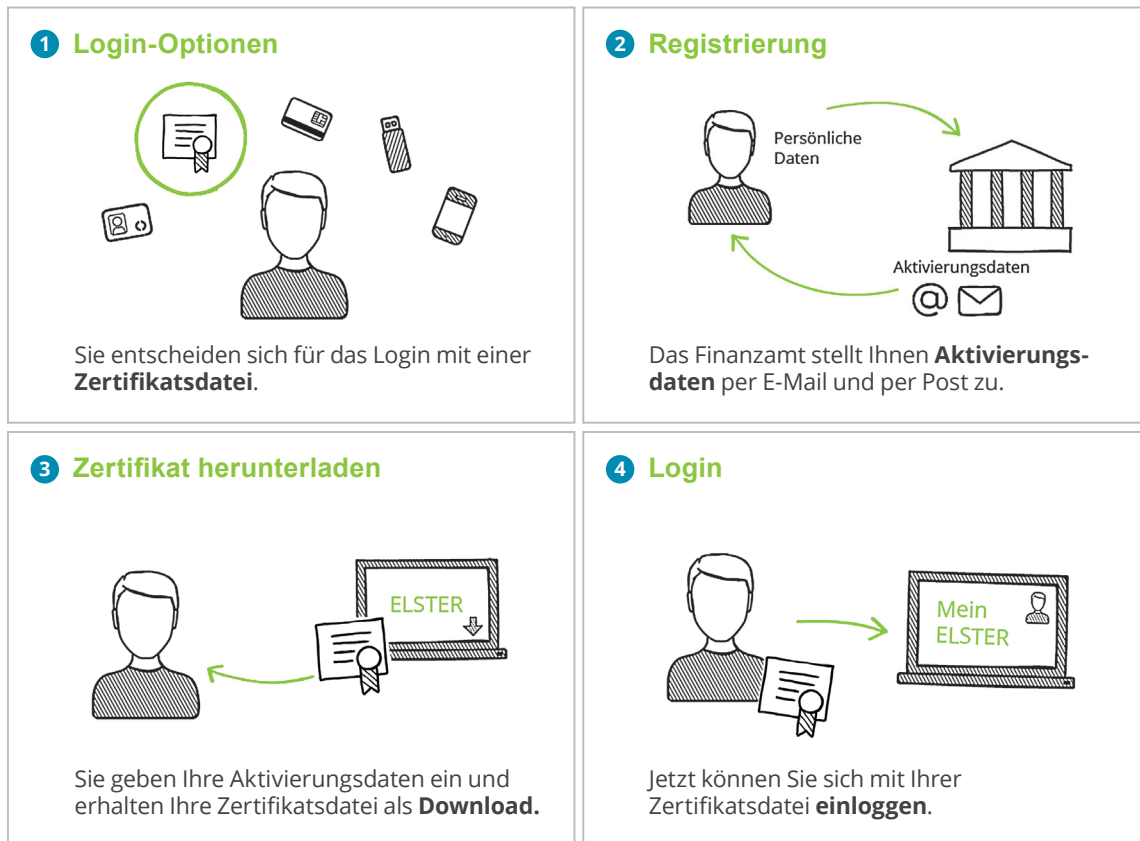 1 Login-Optionen
Sie entscheiden sich für das Login mit einer
Zertifikatsdatei.
2 Registrierung
Persönliche
Daten
Aktivierungsdaten
@
Das Finanzamt stellt Ihnen Aktivierungs-
daten per E-Mail und per Post zu.
3 Zertifikat herunterladen
ELSTER
Sie geben Ihre Aktivierungsdaten ein und
erhalten Ihre Zertifikatsdatei als Download.
4 Login
Mein
ELSTER
Jetzt können Sie sich mit Ihrer
Zertifikatsdatei einloggen.